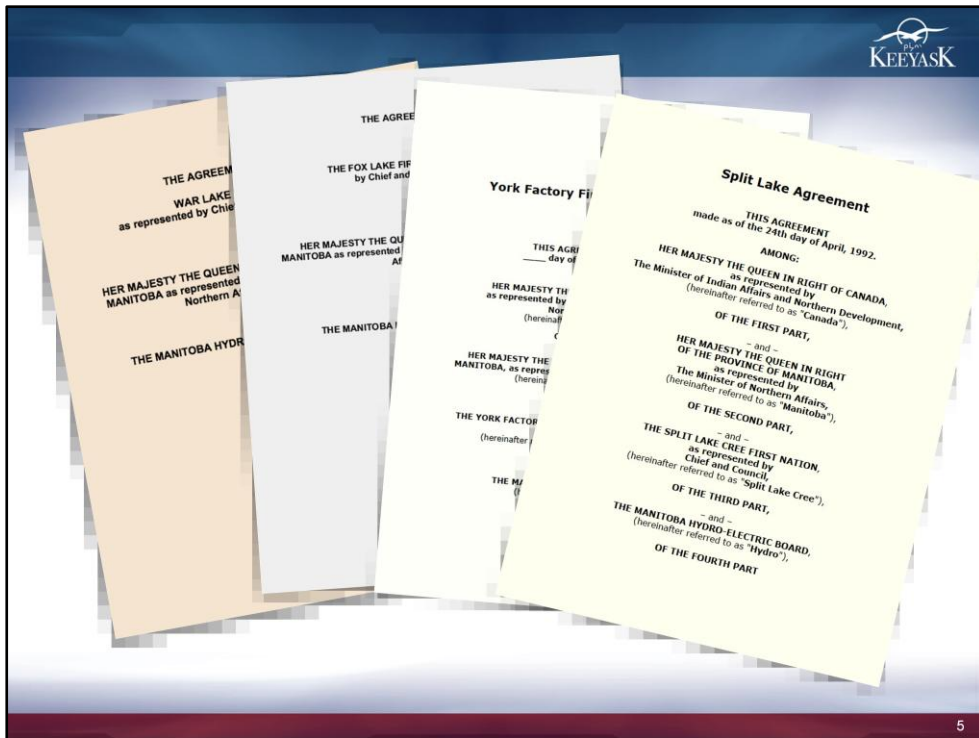 KEEYASK
THE AGREEM
WAR LAKE
as represented by Chie
HER MAJESTY THE QUEEN
MANITOBA as represented
Northern A
THE MANITOBA HYDR
THE AGREE
THE FOX LAKE FIR
by Chief and
HER MAJESTY THE QU
MANITOBA as represented
Af
THE MANITOBA
York Factory Fi
THIS AGR
____ day of
HER MAJESTY TH
as represented by
Nor
(hereinaf
HER MAJESTY THE
MANITOBA, as repres
(herein
THE YORK FACTOR
(hereinafter
THE MA
Split Lake Agreement
THIS AGREEMENT
made as of the 24th day of April, 1992.
AMONG:
HER MAJESTY THE QUEEN IN RIGHT OF CANADA,
as represented by
The Minister of Indian Affairs and Northern Development,
(hereinafter referred to as "Canada"),
OF THE FIRST PART,
– and –
HER MAJESTY THE QUEEN IN RIGHT
OF THE PROVINCE OF MANITOBA,
as represented by
The Minister of Northern Affairs,
(hereinafter referred to as "Manitoba"),
OF THE SECOND PART,
– and –
THE SPLIT LAKE CREE FIRST NATION,
as represented by
Chief and Council,
(hereinafter referred to as "Split Lake Cree"),
OF THE THIRD PART,
– and –
THE MANITOBA HYDRO-ELECTRIC BOARD,
(hereinafter referred to as "Hydro"),
OF THE FOURTH PART
5